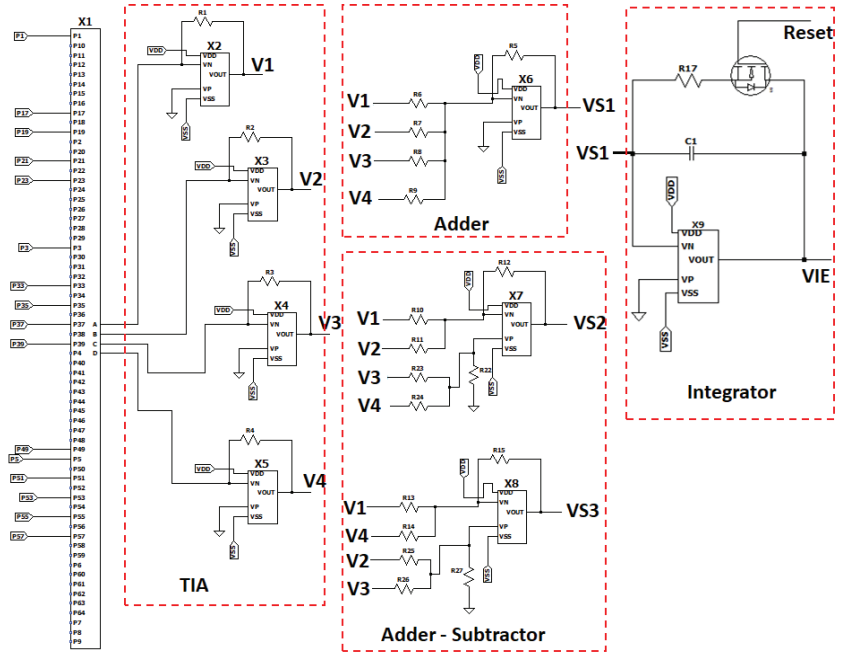 X1
P1
P10
P11
P12
P13
P14
P15
P16
P17
P18
P19
P2
P20
P21
P22
P23
P24
P25
P26
P27
P28
P29
P3
P30
P31
P32
P33
P34
P35
P36
P37 A
P38 B
P39 C
P4 D
P40
P41
P42
P43
P44
P45
P46
P47
P48
P49
P5
P50
P51
P52
P53
P54
P55
P56
P57
P58
P59
P6
P60
P61
P62
P63
P64
P7
P8
P9
P1
P17
P19
P21
P23
P3
P33
P35
P37
P39
P49
P5
P51
P53
P55
P57
R1
X2
VDD
VDD
VN
VOUT
VP
VSS
VSS
V1
R2
X3
VDD
VDD
VN
VOUT
VP
VSS
VSS
V2
R3
X4
VDD
VDD
VN
VOUT
VP
VSS
VSS
V3
R4
X5
VDD
VDD
VN
VOUT
VP
VSS
VSS
V4
TIA
R5
VDD
X6
VDD
VN
VOUT
VP
VSS
VSS
V1
R6
V2
R7
V3
R8
V4
R9
VS1
Adder
R12
VDD
X7
VDD
VN
VOUT
VP
VSS
VSS
V1
R10
V2
R11
V3
R23
V4
R24
R22
VS2
R15
VDD
X8
VDD
VN
VOUT
VP
VSS
VSS
V1
R13
V4
R14
V2
R25
V3
R26
R27
VS3
Adder - Subtractor
Reset
R17
C1
VS1
VDD
X9
VDD
VN
VOUT
VP
VSS
VSS
VIE
Integrator